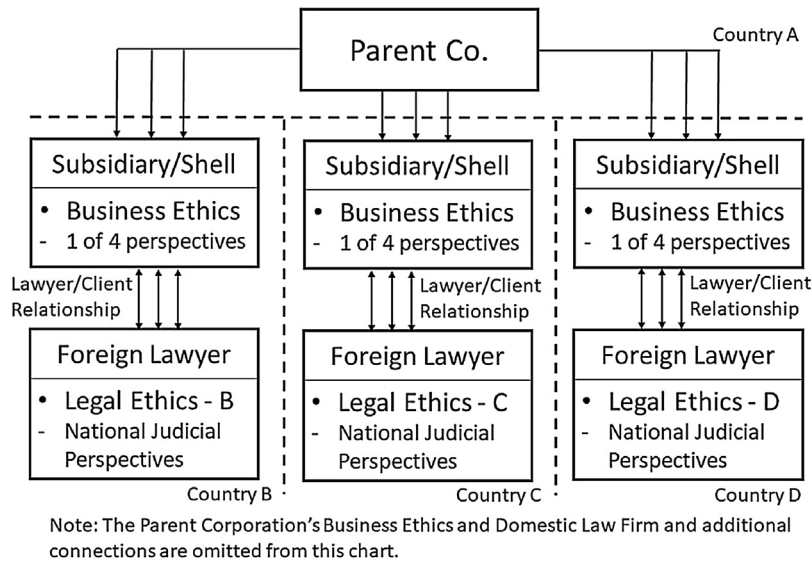 Parent Co.
Country A
Subsidiary/Shell
• Business Ethics
- 1 of 4 perspectives
Lawyer/Client
Relationship
Foreign Lawyer
• Legal Ethics - B
- National Judicial
Perspectives
Country B
Subsidiary/Shell
• Business Ethics
- 1 of 4 perspectives
Lawyer/Client
Relationship
Foreign Lawyer
• Legal Ethics - C
- National Judicial
Perspectives
Country C
Subsidiary/Shell
• Business Ethics
- 1 of 4 perspectives
Lawyer/Client
Relationship
Foreign Lawyer
• Legal Ethics - D
- National Judicial
Perspectives
Country D
Note: The Parent Corporation's Business Ethics and Domestic Law Firm and additional
connections are omitted from this chart.